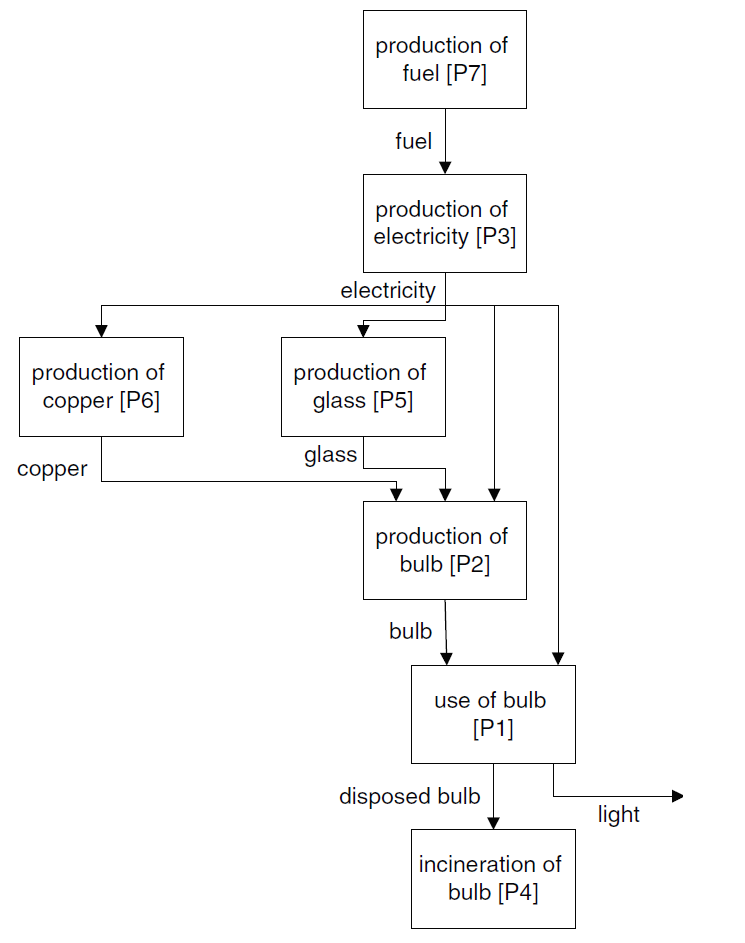 production of
fuel [P7]
fuel
production of
electricity [P3]
electricity
production of
copper [P6]
production of
glass [P5]
glass
copper
production of
bulb [P2]
bulb
use of bulb
[P1]
disposed bulb
light
incineration of
bulb [P4]